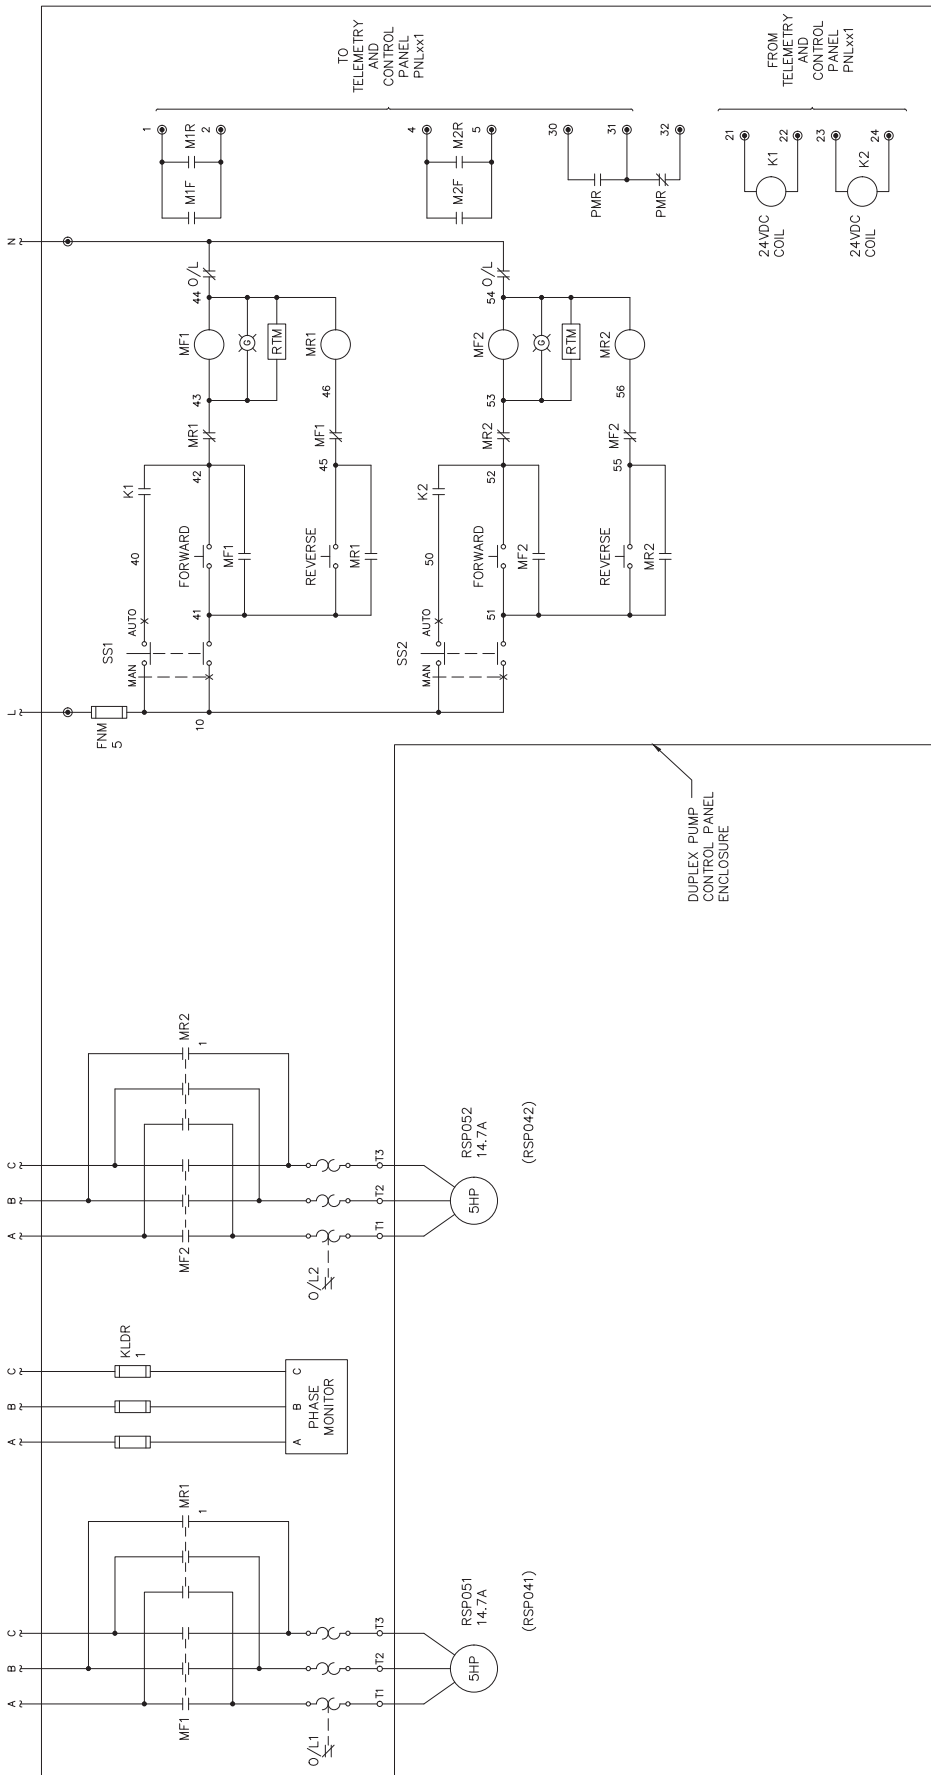 TO
TELEMETRY
AND
CONTROL
PANEL
PNLxx1
FROM
TELEMETRY
AND
CONTROL
PANEL
PNLxx1
1
2
M1R
M1F
4
5
M2R
M2F
30
31
32
PMR
PMR
21
22
K1
24VDC
COIL
23
24
K2
24VDC
COIL
L
N
FNM
5
10
SS1
MAN
AUTO
40
K1
41
FORWARD
42
MF1
MR1
43
MF1
44
O/L
G
RTM
REVERSE
MR1
45
MF1
46
MR1
SS2
MAN
AUTO
50
K2
51
FORWARD
52
MF2
MR2
53
MF2
54
O/L
G
RTM
REVERSE
MR2
55
MF2
56
MR2
DUPLEX PUMP
CONTROL PANEL
ENCLOSURE
A
B
C
MF1
MR1
1
O/L1
T1
T2
T3
5HP
RSP051
14.7A
(RSP041)
A
B
C
KLDR
1
A
B
C
PHASE
MONITOR
A
B
C
MF2
MR2
1
O/L2
T1
T2
T3
5HP
RSP052
14.7A
(RSP042)